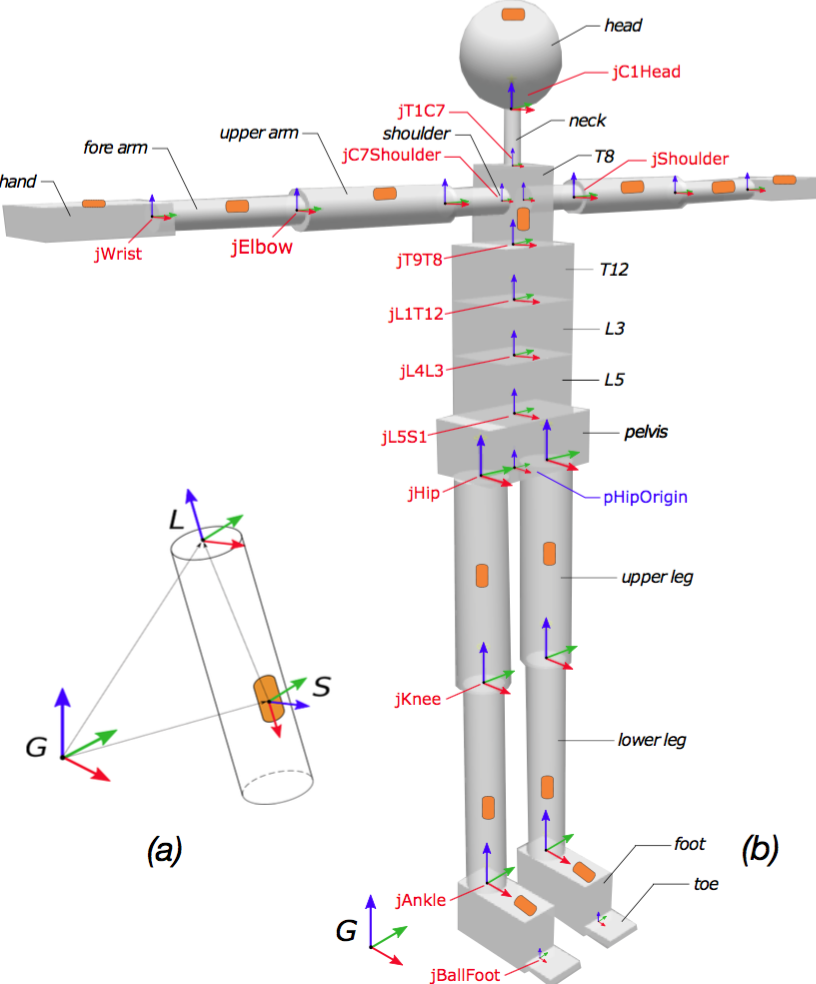 head
jC1Head
jT1C7
neck
shoulder
upper arm
T8
fore arm
jC7Shoulder
jShoulder
hand
jWrist
jElbow
jT9T8
T12
jL1T12
L3
jL4L3
L5
jL5S1
pelvis
jHip
pHipOrigin
L
upper leg
S
jKnee
G
lower leg
(a)
foot
(b)
toe
jAnkle
G
jBallFoot